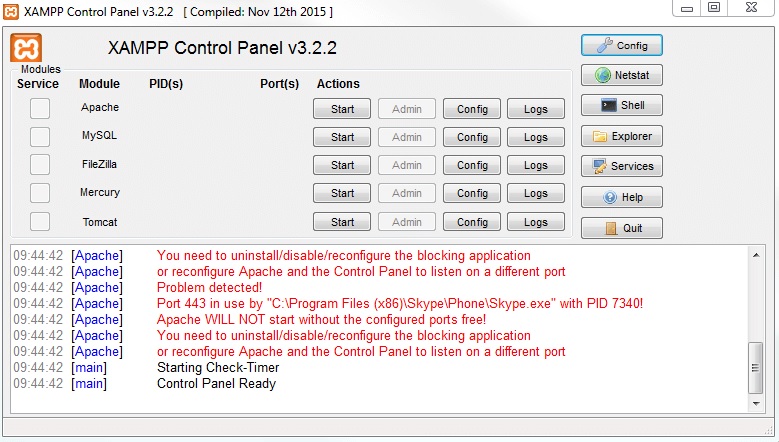 XAMPP Control Panel v3.2.2 [ Compiled: Nov 12th 2015 ]
XAMPP Control Panel v3.2.2
Config
Modules
Service Module PID(s) Port(s) Actions
Netstat
Apache Start Admin Config Logs
Shell
MySQL Start Admin Config Logs
Explorer
FileZilla Start Admin Config Logs
Services
Mercury Start Admin Config Logs
Help
Tomcat Start Admin Config Logs
Quit
09:44:42 [Apache] You need to uninstall/disable/reconfigure the blocking application
09:44:42 [Apache] or reconfigure Apache and the Control Panel to listen on a different port
09:44:42 [Apache] Problem detected!
09:44:42 [Apache] Port 443 in use by "C:\Program Files (x86)\Skype\Phone\Skype.exe" with PID 7340!
09:44:42 [Apache] Apache WILL NOT start without the configured ports free!
09:44:42 [Apache] You need to uninstall/disable/reconfigure the blocking application
09:44:42 [Apache] or reconfigure Apache and the Control Panel to listen on a different port
09:44:42 [main] Starting Check-Timer
09:44:42 [main] Control Panel Ready